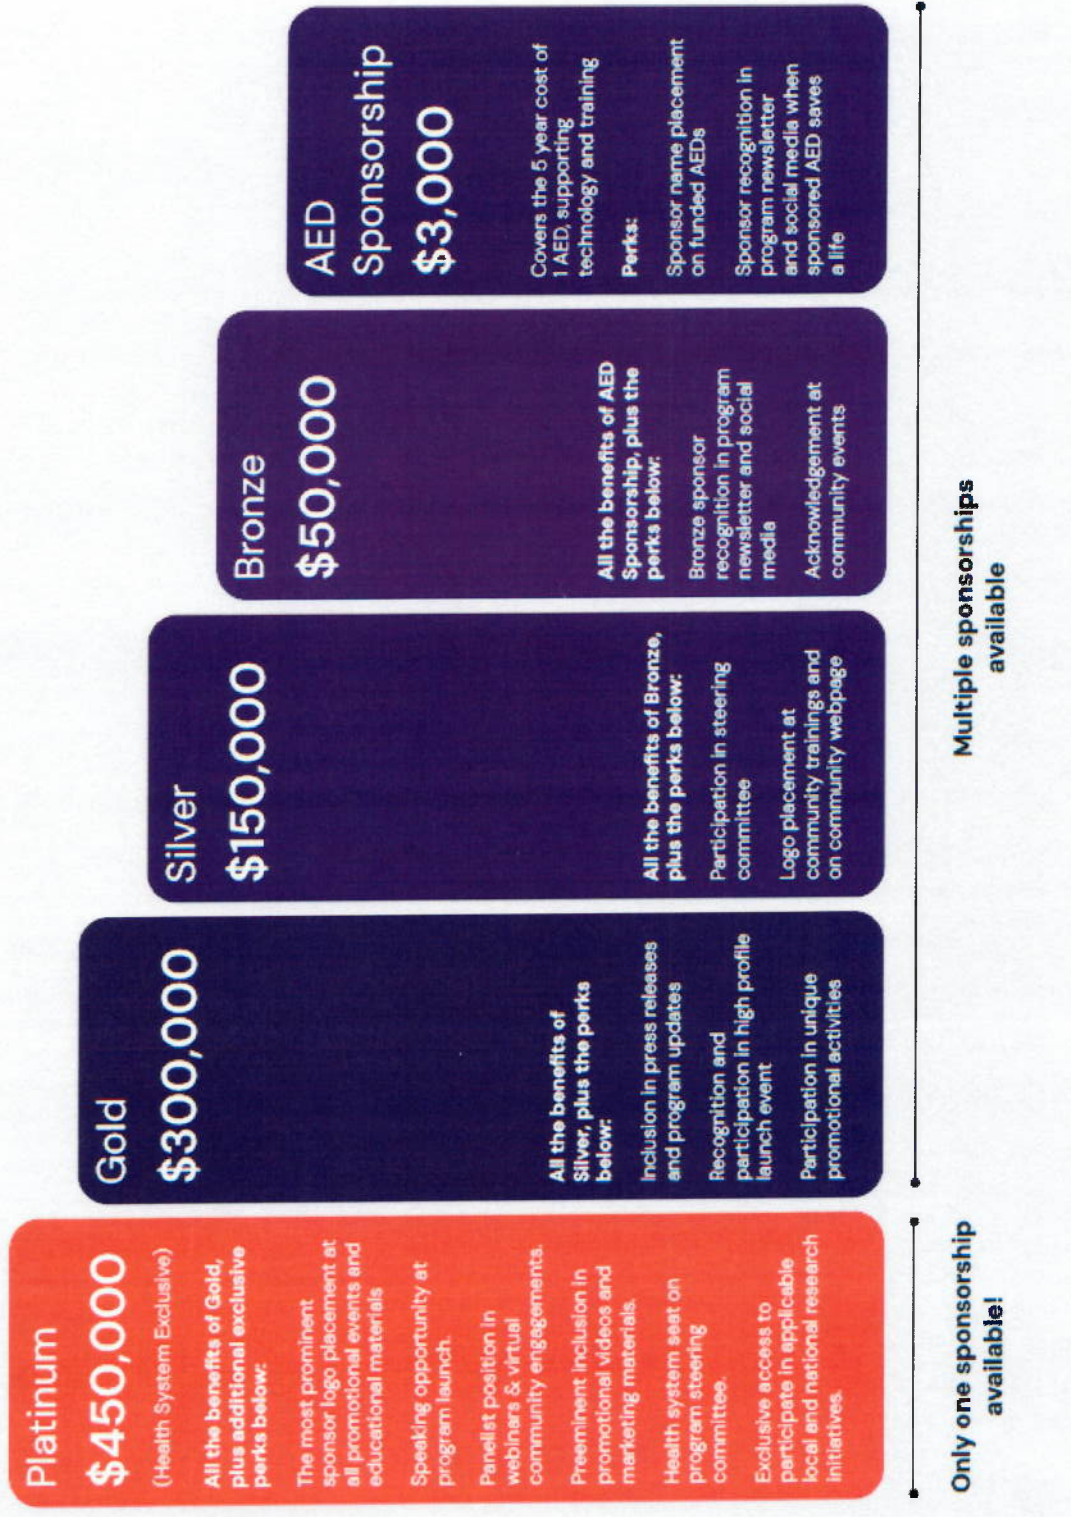 Platinum
$450,000
(Health System Exclusive)
All the benefits of Gold,
plus additional exclusive
perks below:
The most prominent
sponsor logo placement at
all promotional events and
educational materials
Speaking opportunity at
program launch.
Panelist position in
webinars & virtual
community engagements.
Preeminent inclusion in
promotional videos and
marketing materials.
Health system seat on
program steering
committee.
Exclusive access to
participate in applicable
local and national research
initiatives.
Gold
$300,000
All the benefits of
Silver, plus the perks
below:
Inclusion in press releases
and program updates
Recognition and
participation in high profile
launch event
Participation in unique
promotional activities
Silver
$150,000
All the benefits of Bronze,
plus the perks below:
Participation in steering
committee
Logo placement at
community trainings and
on community webpage
Bronze
$50,000
All the benefits of AED
Sponsorship, plus the
perks below:
Bronze sponsor
recognition in program
newsletter and social
media
Acknowledgement at
community events
AED
Sponsorship
$3,000
Covers the 5 year cost of
1 AED, supporting
technology and training
Perks:
Sponsor name placement
on funded AEDs
Sponsor recognition in
program newsletter
and social media when
sponsored AED saves
a life
Only one sponsorship
available!
Multiple sponsorships
available